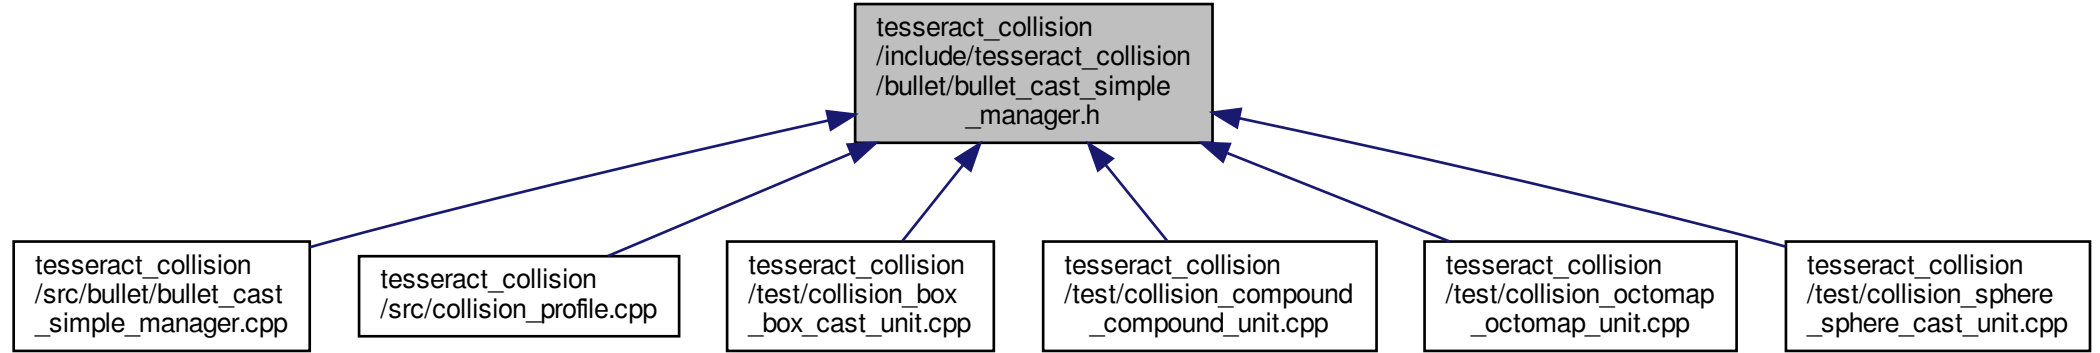 tesseract_collision
/include/tesseract_collision
/bullet/bullet_cast_simple
_manager.h
tesseract_collision
/src/bullet/bullet_cast
_simple_manager.cpp
tesseract_collision
/src/collision_profile.cpp
tesseract_collision
/test/collision_box
_box_cast_unit.cpp
tesseract_collision
/test/collision_compound
_compound_unit.cpp
tesseract_collision
/test/collision_octomap
_octomap_unit.cpp
tesseract_collision
/test/collision_sphere
_sphere_cast_unit.cpp